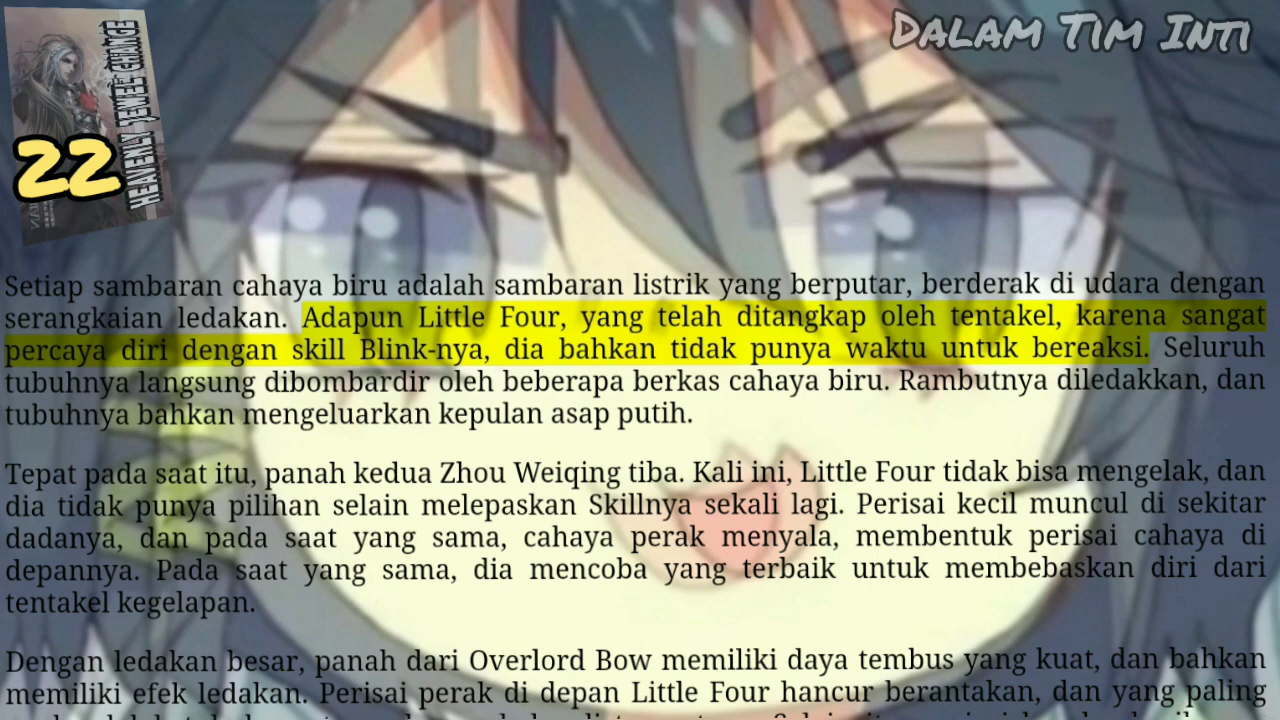 HEAVENLY JEWEL CHANGE
22
Dalam Tim Inti
Setiap sambaran cahaya biru adalah sambaran listrik yang berputar, berderak di udara dengan
serangkaian ledakan. Adapun Little Four, yang telah ditangkap oleh tentakel, karena sangat
percaya diri dengan skill Blink-nya, dia bahkan tidak punya waktu untuk bereaksi. Seluruh
tubuhnya langsung dibombardir oleh beberapa berkas cahaya biru. Rambutnya diledakkan, dan
tubuhnya bahkan mengeluarkan kepulan asap putih.
Tepat pada saat itu, panah kedua Zhou Weiqing tiba. Kali ini, Little Four tidak bisa mengelak, dan
dia tidak punya pilihan selain melepaskan Skillnya sekali lagi. Perisai kecil muncul di sekitar
dadanya, dan pada saat yang sama, cahaya perak menyala, membentuk perisai cahaya di
depannya. Pada saat yang sama, dia mencoba yang terbaik untuk membebaskan diri dari
tentakel kegelapan.
Dengan ledakan besar, panah dari Overlord Bow memiliki daya tembus yang kuat, dan bahkan
memiliki efek ledakan. Perisai perak di depan Little Four hancur berantakan, dan yang paling